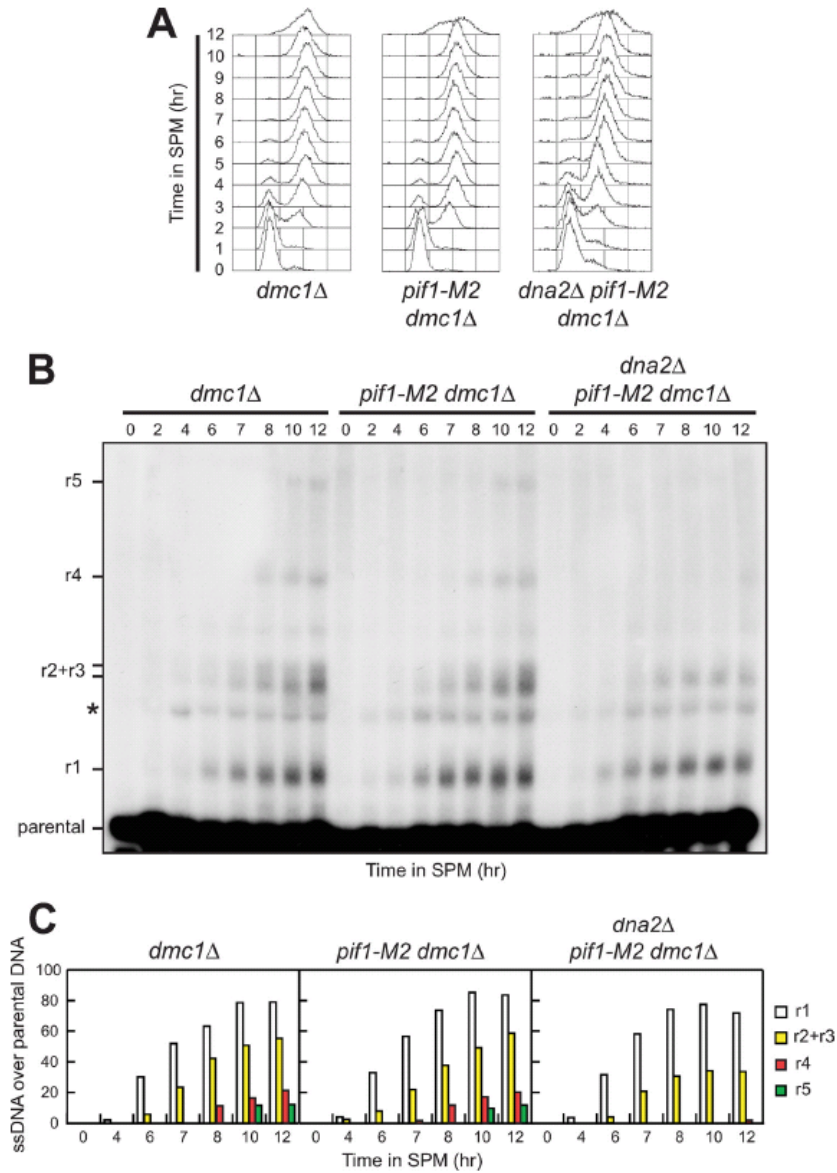 A
Time in SPM (hr)
12
10
9
8
7
6
5
4
3
2
1
0
dmc1Δ
pif1-M2
dmc1Δ
dna2Δ pif1-M2
dmc1Δ
B
dmc1Δ
pif1-M2 dmc1Δ
dna2Δ
pif1-M2 dmc1Δ
0 2 4 6 7 8 10 12 0 2 4 6 7 8 10 12 0 2 4 6 7 8 10 12
r5
r4
r2+r3
*
r1
parental
Time in SPM (hr)
C
dmc1Δ
pif1-M2 dmc1Δ
dna2Δ
pif1-M2 dmc1Δ
ssDNA over parental DNA
100
80
60
40
20
0
r1
r2+r3
r4
r5
0 4 6 7 8 10 12 0 4 6 7 8 10 12 0 4 6 7 8 10 12
Time in SPM (hr)